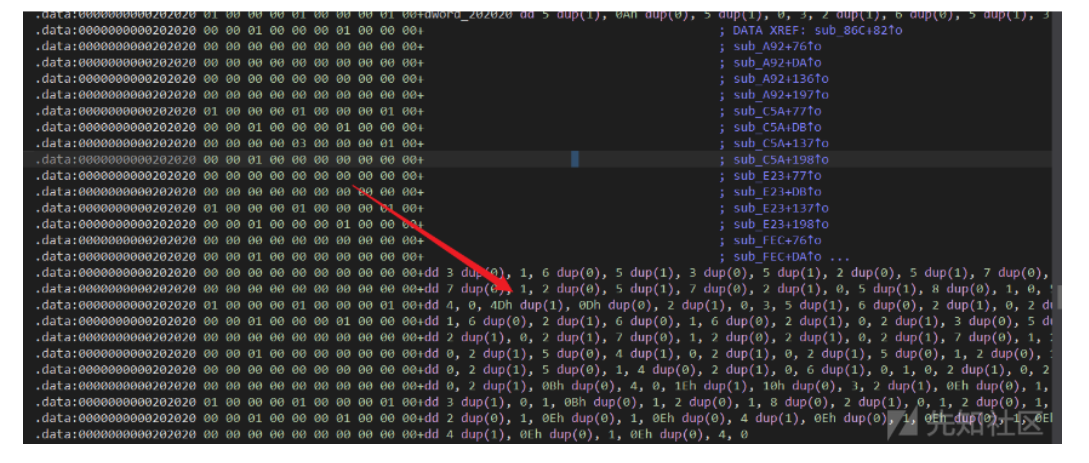 .data:0000000000202020 01 00 00 00 01 00 00 00 01 00 00 00+dword_202020 dd 5 dup(1), 0Ah dup(0), 5 dup(1), 0, 3, 2 dup(1), 6 dup(0), 5 dup(1), 3
.data:0000000000202020 00 00 01 00 00 00 01 00 00 00+ ; DATA XREF: sub_86C+82↑o
.data:0000000000202020 00 00 00 00 00 00 00 00 00 00+ ; sub_A92+76↑o
.data:0000000000202020 00 00 00 00 00 00 00 00 00 00+ ; sub_A92+DA↑o
.data:0000000000202020 00 00 00 00 00 00 00 00 00 00+ ; sub_A92+136↑o
.data:0000000000202020 00 00 00 00 00 00 00 00 00 00+ ; sub_A92+197↑o
.data:0000000000202020 01 00 00 00 01 00 00 00 01 00+ ; sub_C5A+77↑o
.data:0000000000202020 00 00 01 00 00 00 01 00 00 00+ ; sub_C5A+DB↑o
.data:0000000000202020 00 00 00 00 03 00 00 00 01 00+ ; sub_C5A+137↑o
.data:0000000000202020 00 00 01 00 00 00 00 00 00 00+ ; sub_C5A+198↑o
.data:0000000000202020 00 00 00 00 00 00 00 00 00 00+ ; sub_E23+77↑o
.data:0000000000202020 00 00 00 00 00 00 00 00 00 00+ ; sub_E23+DB↑o
.data:0000000000202020 01 00 00 00 01 00 00 00 01 00+ ; sub_E23+137↑o
.data:0000000000202020 00 00 01 00 00 00 01 00 00 00+ ; sub_E23+198↑o
.data:0000000000202020 00 00 00 00 00 00 00 00 00 00+ ; sub_FEC+76↑o
.data:0000000000202020 00 00 00 00 00 00 00 00 00 00+ ; sub_FEC+DA↑o ...
.data:0000000000202020 00 00 00 00 00 00 00 00 00 00+dd 3 dup(0), 1, 6 dup(0), 5 dup(1), 3 dup(0), 5 dup(1), 2 dup(0), 5 dup(1), 7 dup(0),
.data:0000000000202020 00 00 00 00 00 00 00 00 00 00+dd 7 dup(0), 1, 2 dup(0), 5 dup(1), 7 dup(0), 2 dup(1), 0, 5 dup(1), 8 dup(0), 1, 0,
.data:0000000000202020 01 00 00 00 01 00 00 00 01 00+dd 4, 0, 4Dh dup(1), 0Dh dup(0), 2 dup(1), 0, 3, 5 dup(1), 6 dup(0), 2 dup(1), 0, 2 d
.data:0000000000202020 00 00 01 00 00 00 01 00 00 00+dd 1, 6 dup(0), 2 dup(1), 6 dup(0), 1, 6 dup(0), 2 dup(1), 0, 2 dup(1), 3 dup(0), 5 d
.data:0000000000202020 00 00 00 00 00 00 00 00 00 00+dd 2 dup(1), 0, 2 dup(1), 7 dup(0), 1, 2 dup(0), 2 dup(1), 0, 2 dup(1), 7 dup(0), 1,
.data:0000000000202020 00 00 01 00 00 00 00 00 00 00+dd 0, 2 dup(1), 5 dup(0), 4 dup(1), 0, 2 dup(1), 0, 2 dup(1), 5 dup(0), 1, 2 dup(0),
.data:0000000000202020 00 00 00 00 00 00 00 00 00 00+dd 0, 2 dup(1), 5 dup(0), 1, 4 dup(0), 2 dup(1), 0, 6 dup(1), 0, 1, 0, 2 dup(1), 0, 2
.data:0000000000202020 00 00 00 00 00 00 00 00 00 00+dd 0, 2 dup(1), 0Bh dup(0), 4, 0, 1Eh dup(1), 10h dup(0), 3, 2 dup(1), 0Eh dup(0), 1,
.data:0000000000202020 01 00 00 00 01 00 00 00 01 00+dd 3 dup(1), 0, 1, 0Bh dup(0), 1, 2 dup(0), 1, 8 dup(0), 2 dup(1), 0, 1, 2 dup(0), 1,
.data:0000000000202020 00 00 01 00 00 00 01 00 00 00+dd 2 dup(0), 1, 0Eh dup(0), 1, 0Eh dup(0), 4 dup(1), 0Eh dup(0), 1, 0Eh dup(0), 1, 0E
.data:0000000000202020 00 00 00 00 00 00 00 00 00 00+dd 4 dup(1), 0Eh dup(0), 1, 0Eh dup(0), 4, 0
先知社区